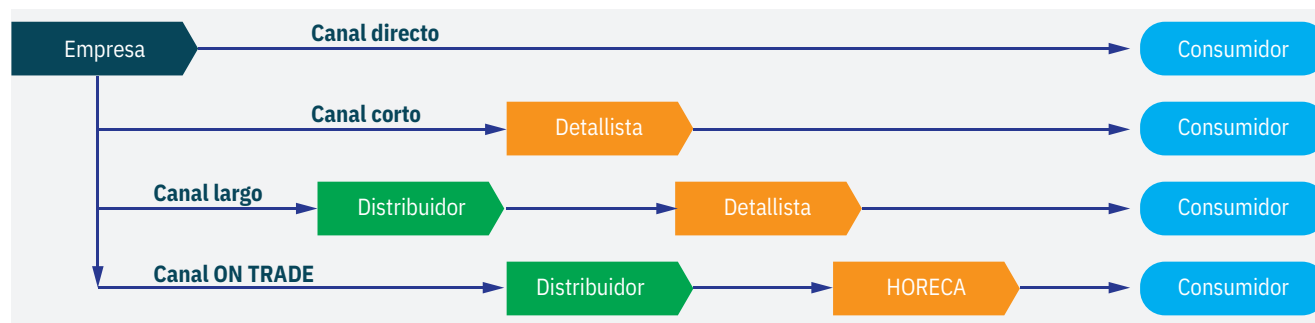 Canal directo
Empresa
Consumidor
Canal corto
Detallista
Consumidor
Canal largo
Distribuidor
Detallista
Consumidor
Canal ON TRADE
Distribuidor
HORECA
Consumidor